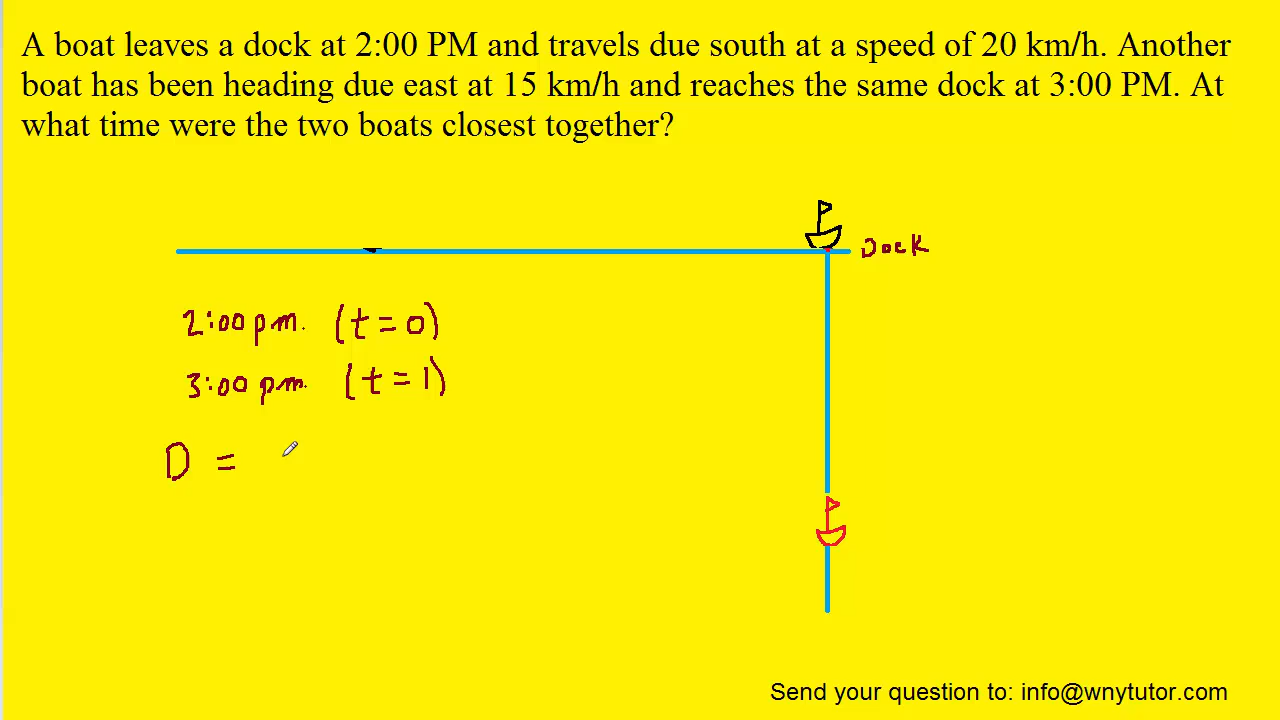 A boat leaves a dock at 2:00 PM and travels due south at a speed of 20 km/h. Another
boat has been heading due east at 15 km/h and reaches the same dock at 3:00 PM. At
what time were the two boats closest together?
Dock
2:00 p.m. (t = 0)
3:00 p.m. (t = 1)
D =
Send your question to: info@wnytutor.com